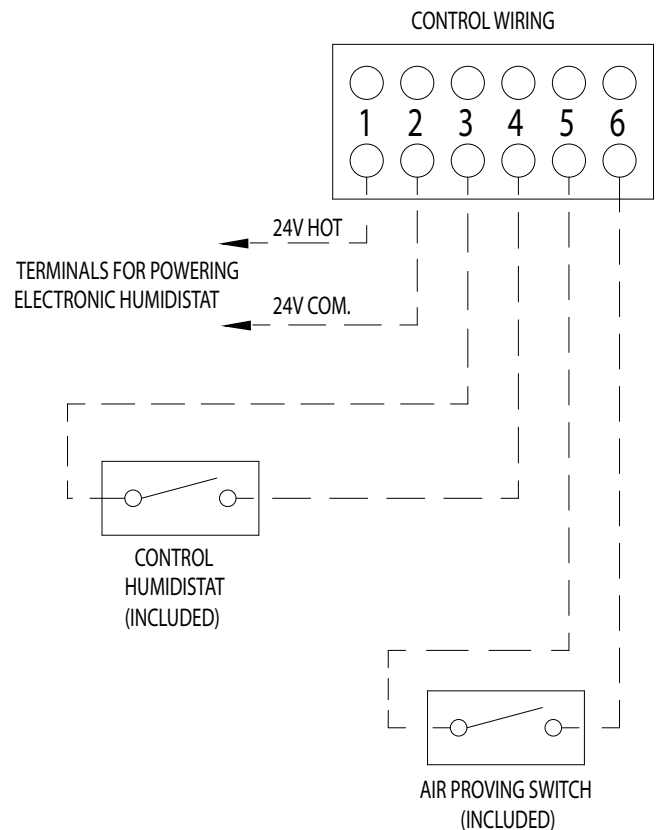 CONTROL WIRING
1 2 3 4 5 6
24V HOT
TERMINALS FOR POWERING
ELECTRONIC HUMIDISTAT
24V COM.
CONTROL
HUMIDISTAT
(INCLUDED)
AIR PROVING SWITCH
(INCLUDED)